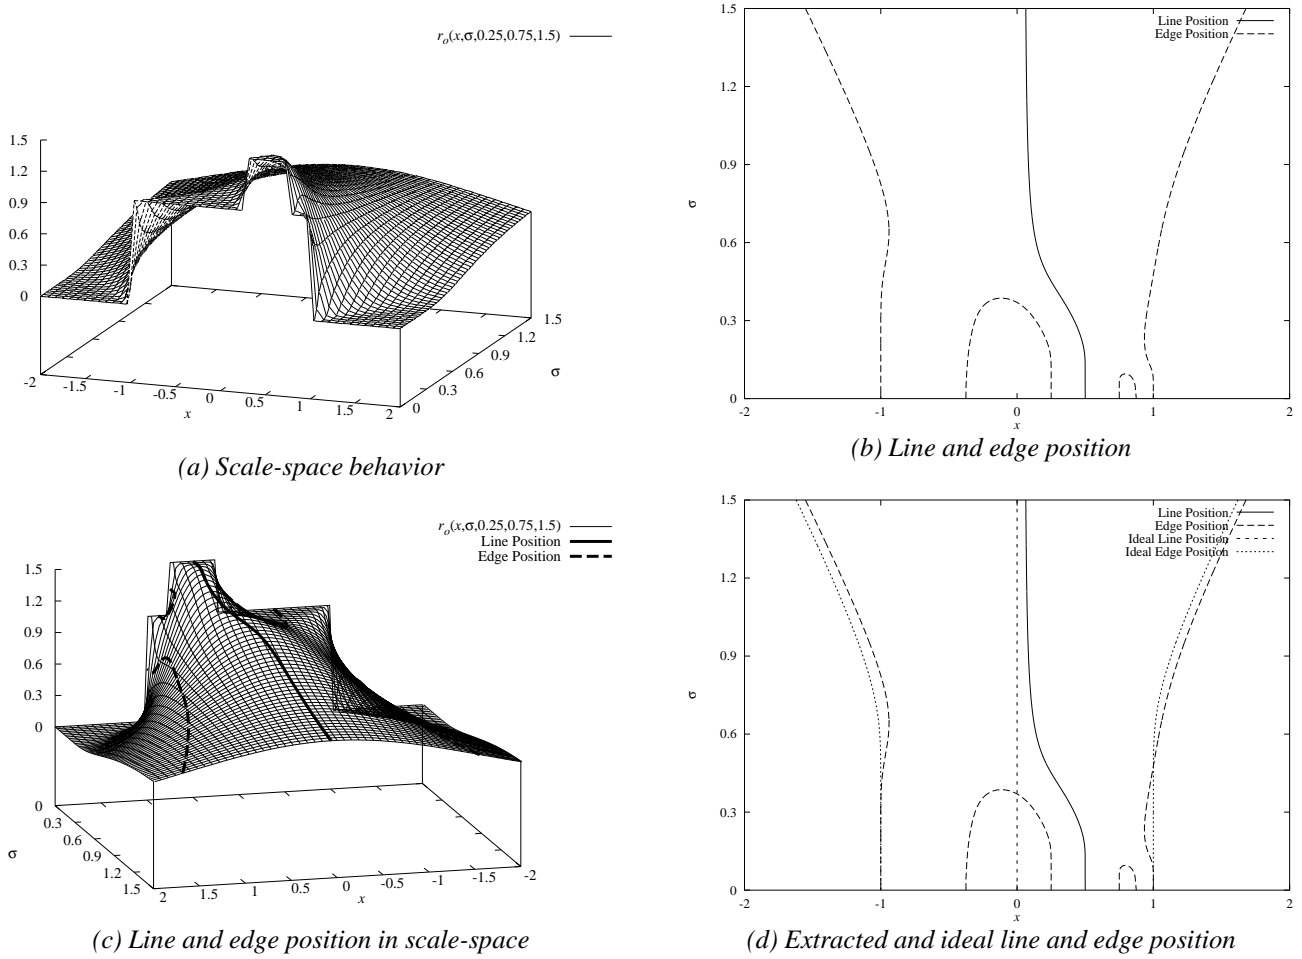 r_o(x,σ,0.25,0.75,1.5)
1.5
1.2
0.9
0.6
0.3
0
-2
-1.5
-1
-0.5
0
0.5
1
1.5
2
x
0
0.3
0.6
0.9
1.2
1.5
σ
(a) Scale-space behavior
Line Position
Edge Position
1.5
1.2
0.9
0.6
0.3
0
σ
-2
-1
0
1
2
x
(b) Line and edge position
r_o(x,σ,0.25,0.75,1.5)
Line Position
Edge Position
1.5
1.2
0.9
0.6
0.3
0
0
0.3
0.6
0.9
1.2
1.5
σ
2
1.5
1
0.5
0
-0.5
-1
-1.5
-2
x
(c) Line and edge position in scale-space
Line Position
Edge Position
Ideal Line Position
Ideal Edge Position
1.5
1.2
0.9
0.6
0.3
0
σ
-2
-1
0
1
2
x
(d) Extracted and ideal line and edge position